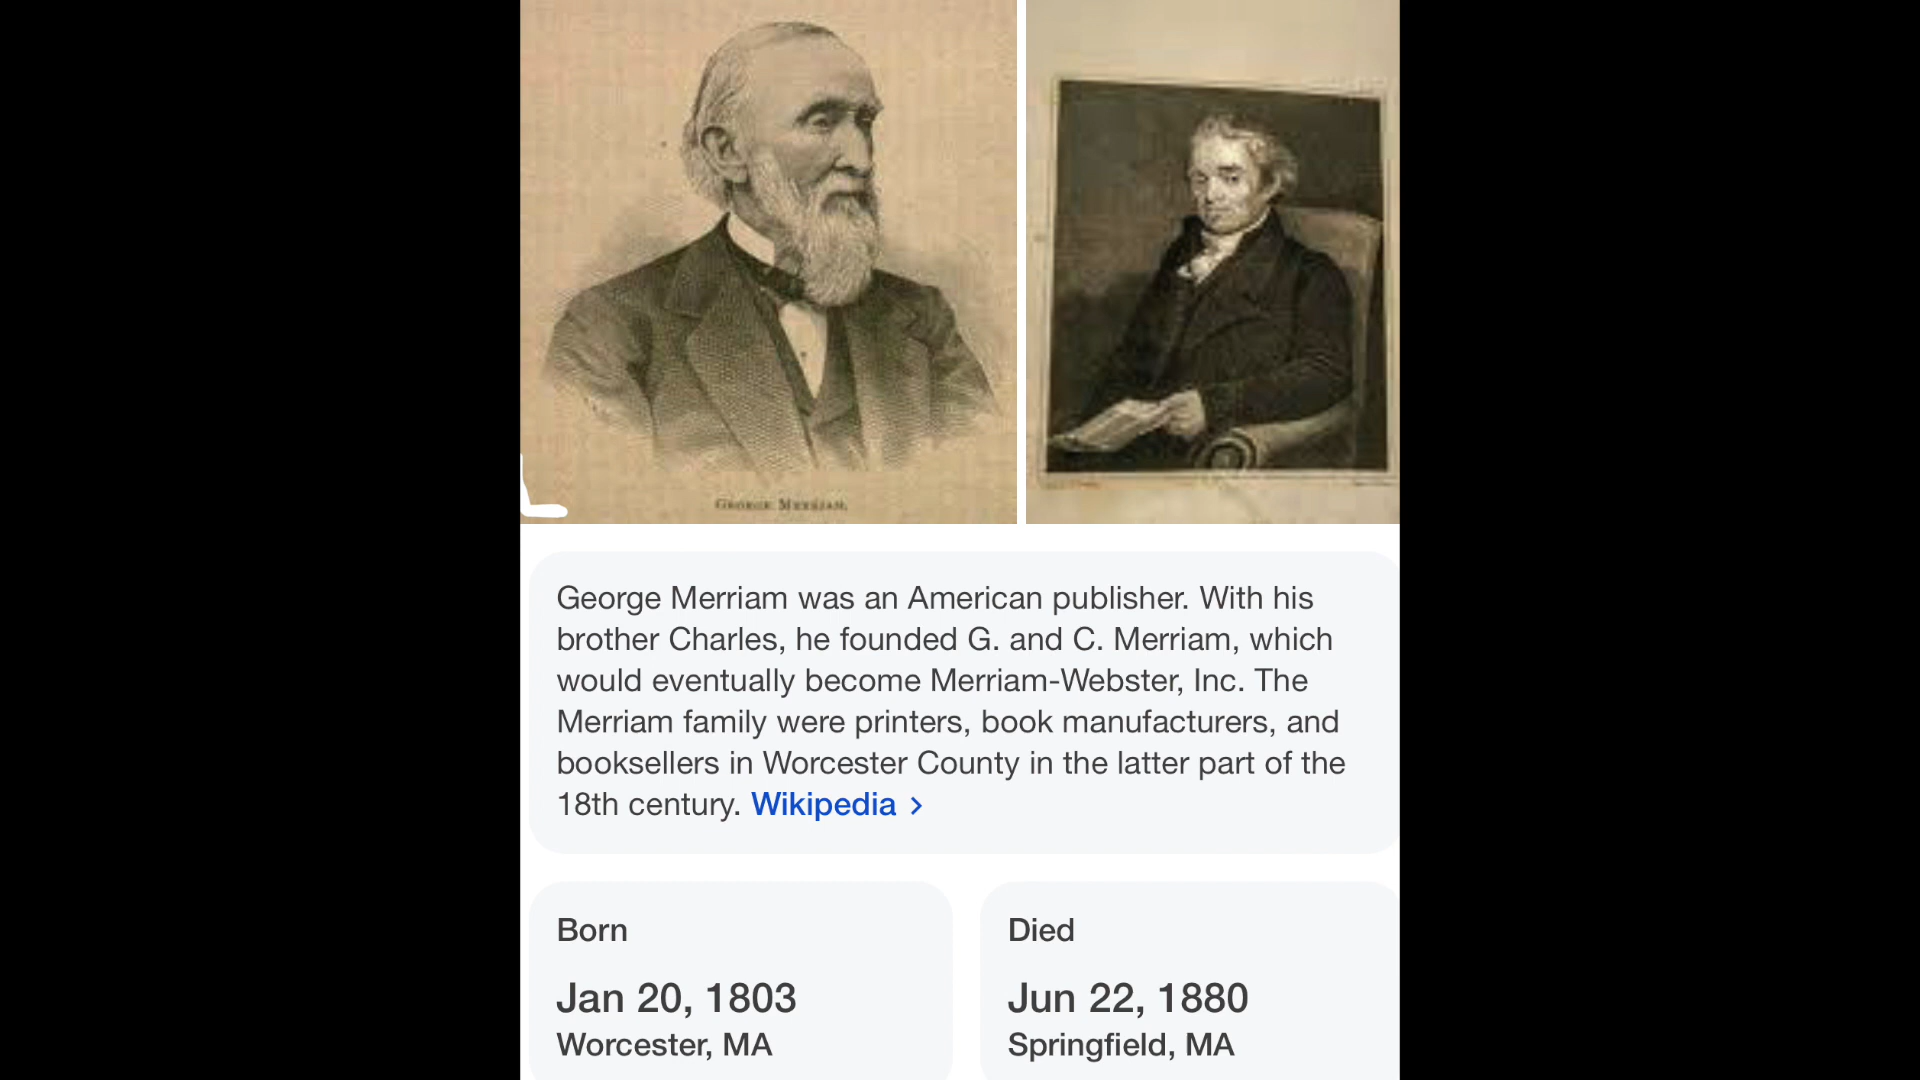 GEORGE MERRIAM.
George Merriam was an American publisher. With his
brother Charles, he founded G. and C. Merriam, which
would eventually become Merriam-Webster, Inc. The
Merriam family were printers, book manufacturers, and
booksellers in Worcester County in the latter part of the
18th century. Wikipedia >
Born
Jan 20, 1803
Worcester, MA
Died
Jun 22, 1880
Springfield, MA